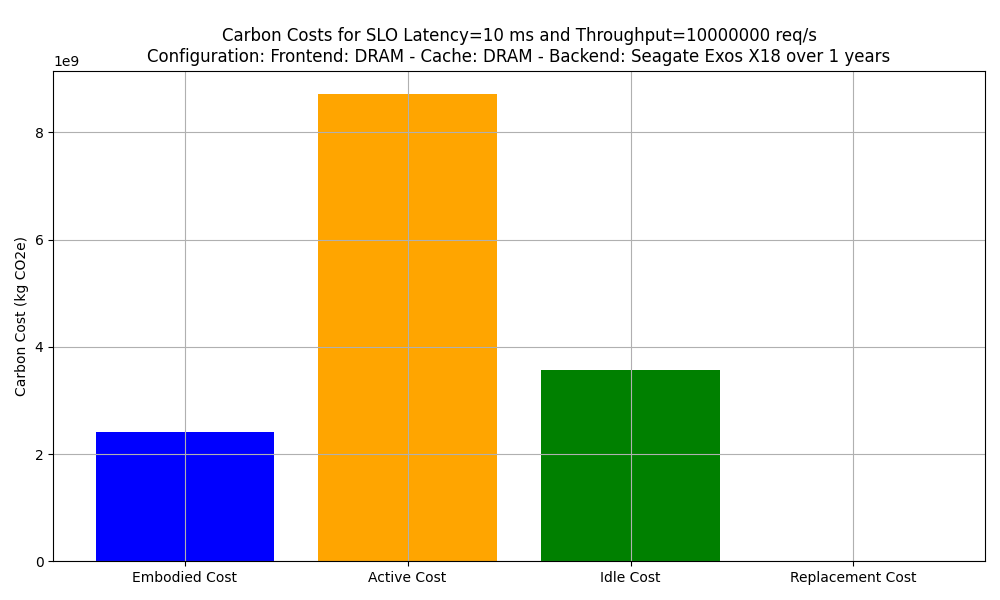 Carbon Costs for SLO Latency=10 ms and Throughput=10000000 req/s
Configuration: Frontend: DRAM - Cache: DRAM - Backend: Seagate Exos X18 over 1 years
1e9
8
6
4
2
0
Carbon Cost (kg CO2e)
Embodied Cost
Active Cost
Idle Cost
Replacement Cost